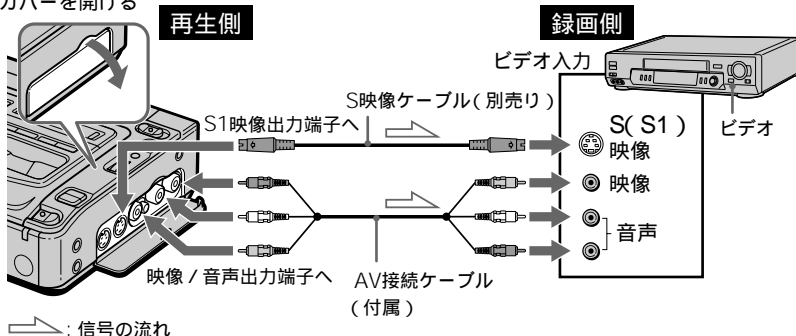 カバーを開ける
再生側
録画側
ビデオ入力
S映像ケーブル(別売り)
S1映像出力端子へ
S(S1)
映像
ビデオ
映像
音声
映像/音声出力端子へ
AV接続ケーブル
(付属)
:信号の流れ